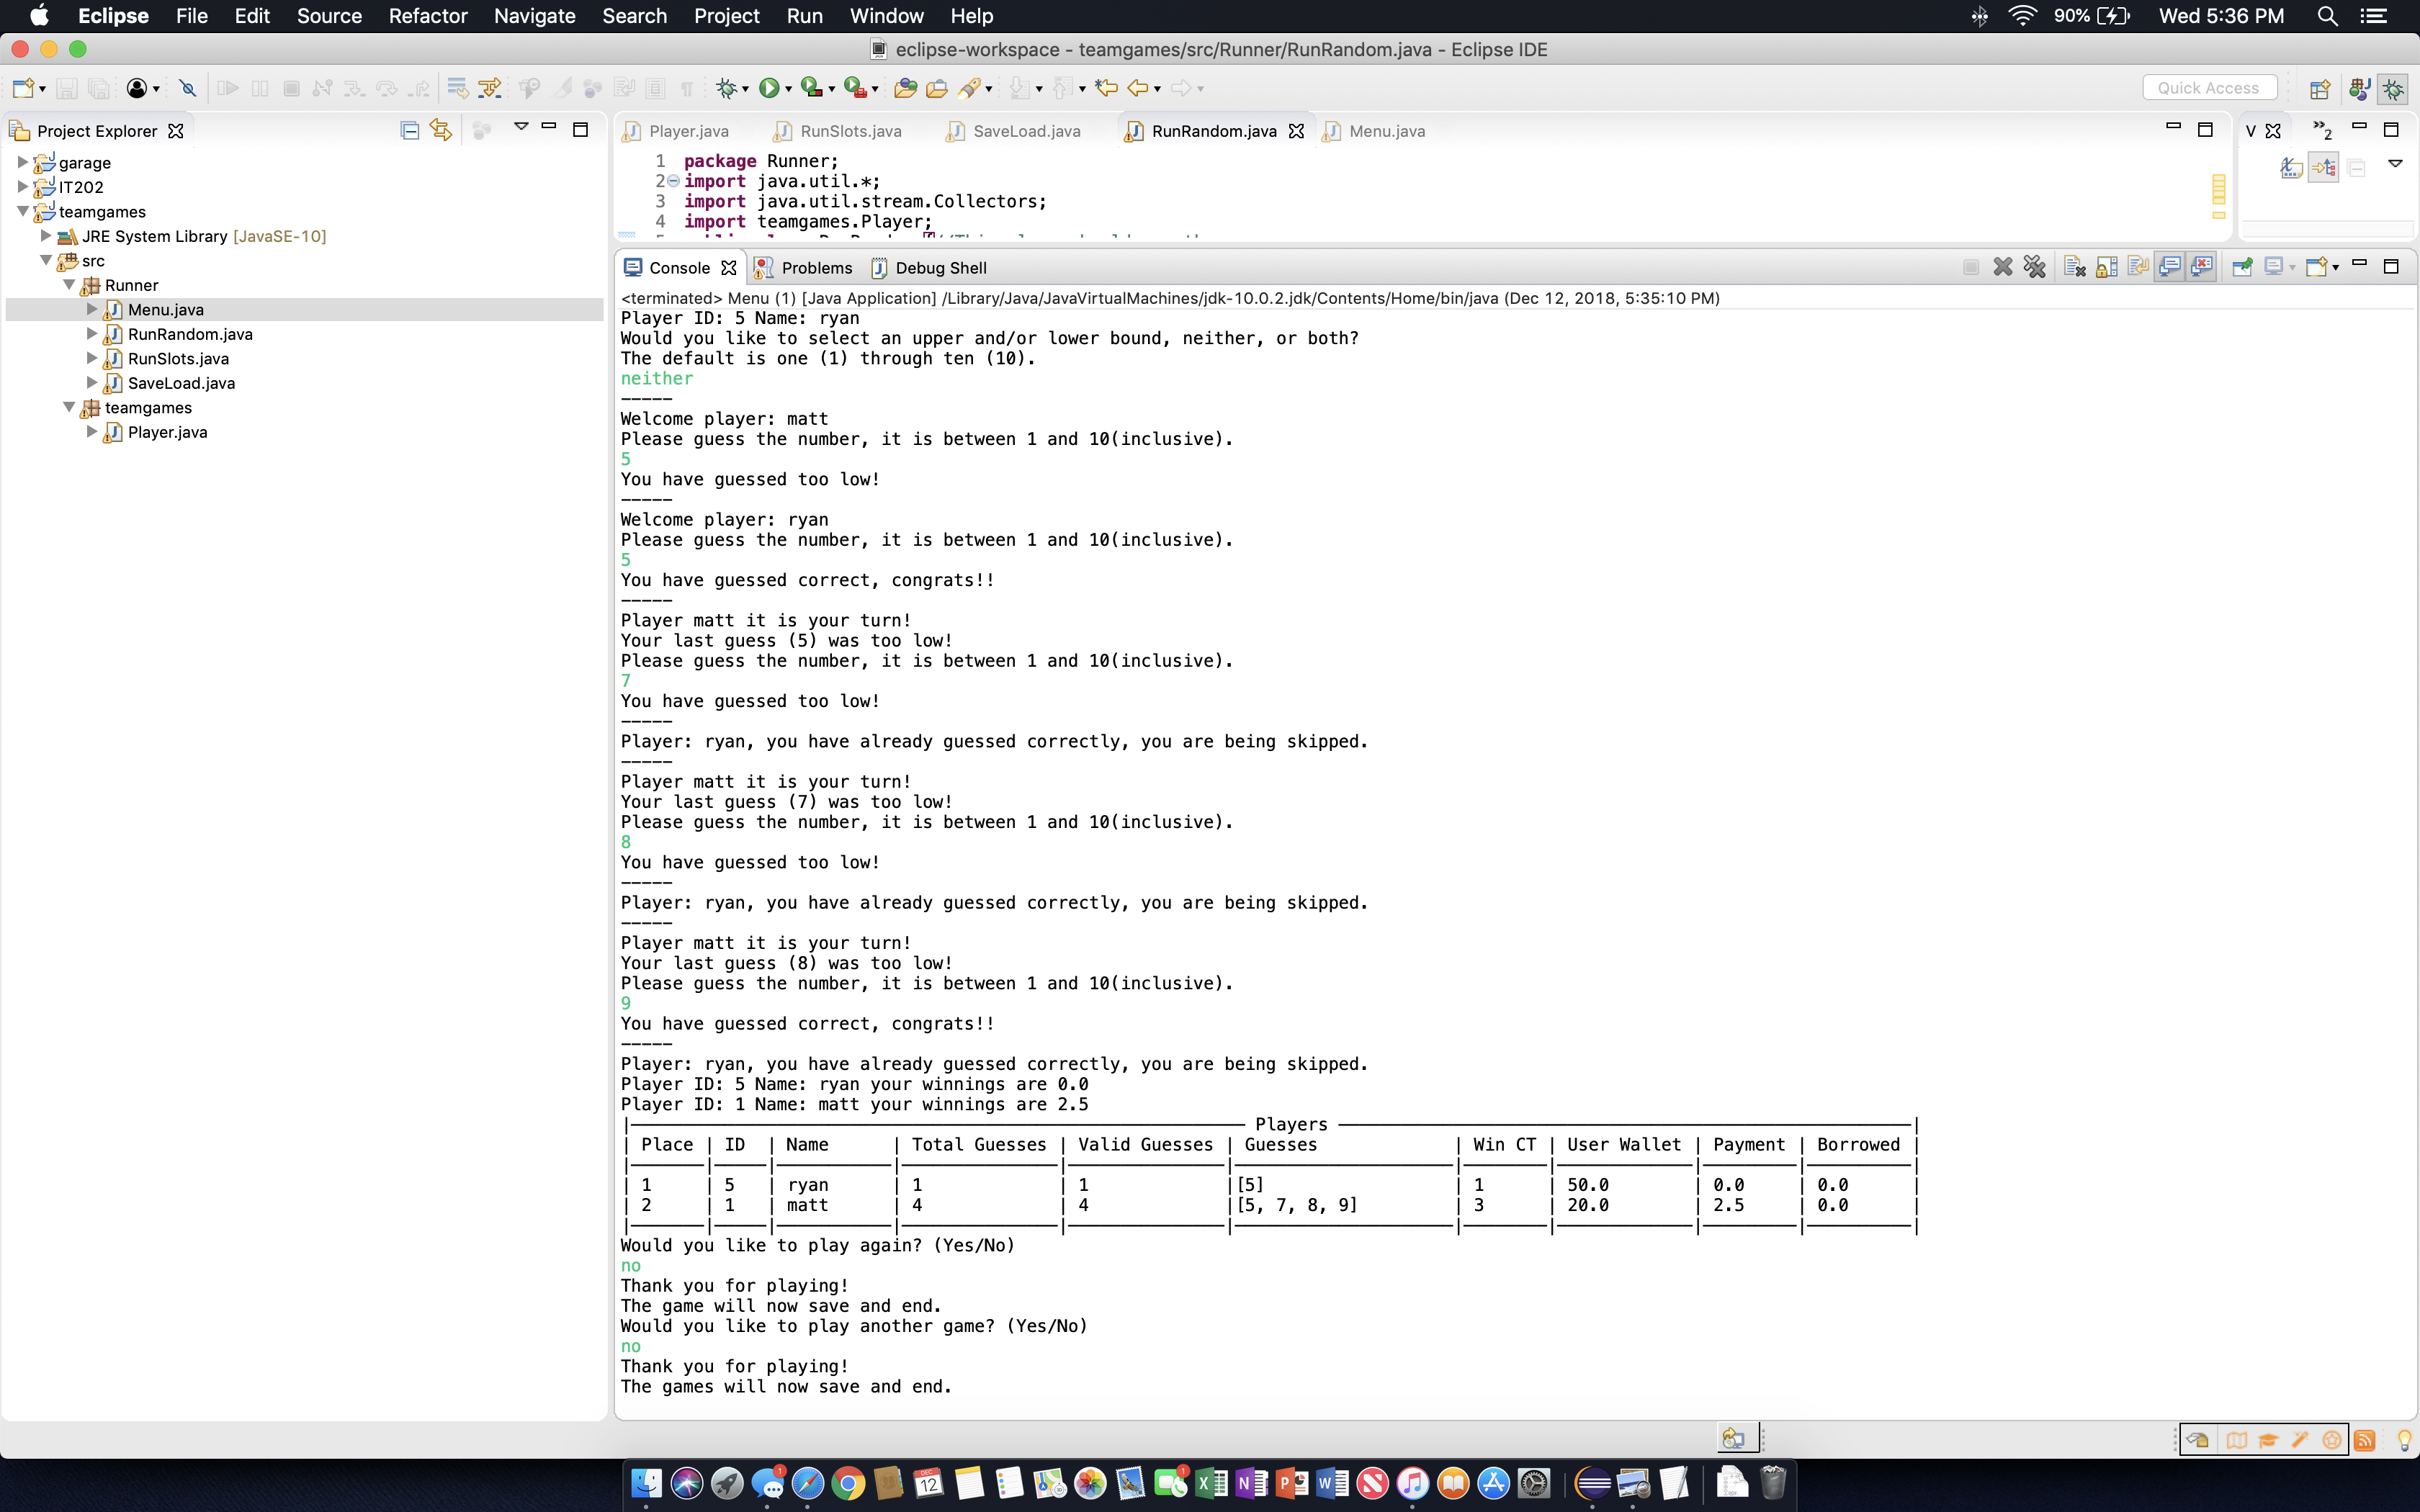 Eclipse File Edit Source Refactor Navigate Search Project Run Window Help 90% Wed 5:36 PM
eclipse-workspace - teamgames/src/Runner/RunRandom.java - Eclipse IDE
Quick Access
Project Explorer
garage
IT202
teamgames
JRE System Library [JavaSE-10]
src
Runner
Menu.java
RunRandom.java
RunSlots.java
SaveLoad.java
teamgames
Player.java
Player.java RunSlots.java SaveLoad.java RunRandom.java Menu.java
V
»2
1 package Runner;
2 import java.util.*;
3 import java.util.stream.Collectors;
4 import teamgames.Player;
Console Problems Debug Shell
<terminated> Menu (1) [Java Application] /Library/Java/JavaVirtualMachines/jdk-10.0.2.jdk/Contents/Home/bin/java (Dec 12, 2018, 5:35:10 PM)
Player ID: 5 Name: ryan
Would you like to select an upper and/or lower bound, neither, or both?
The default is one (1) through ten (10).
neither
-----
Welcome player: matt
Please guess the number, it is between 1 and 10(inclusive).
5
You have guessed too low!
-----
Welcome player: ryan
Please guess the number, it is between 1 and 10(inclusive).
5
You have guessed correct, congrats!!
-----
Player matt it is your turn!
Your last guess (5) was too low!
Please guess the number, it is between 1 and 10(inclusive).
7
You have guessed too low!
-----
Player: ryan, you have already guessed correctly, you are being skipped.
-----
Player matt it is your turn!
Your last guess (7) was too low!
Please guess the number, it is between 1 and 10(inclusive).
8
You have guessed too low!
-----
Player: ryan, you have already guessed correctly, you are being skipped.
-----
Player matt it is your turn!
Your last guess (8) was too low!
Please guess the number, it is between 1 and 10(inclusive).
9
You have guessed correct, congrats!!
-----
Player: ryan, you have already guessed correctly, you are being skipped.
Player ID: 5 Name: ryan your winnings are 0.0
Player ID: 1 Name: matt your winnings are 2.5
Players
| Place | ID | Name | Total Guesses | Valid Guesses | Guesses | Win CT | User Wallet | Payment | Borrowed |
| 1 | 5 | ryan | 1 | 1 |[5] | 1 | 50.0 | 0.0 | 0.0 |
| 2 | 1 | matt | 4 | 4 |[5, 7, 8, 9] | 3 | 20.0 | 2.5 | 0.0 |
Would you like to play again? (Yes/No)
no
Thank you for playing!
The game will now save and end.
Would you like to play another game? (Yes/No)
no
Thank you for playing!
The games will now save and end.